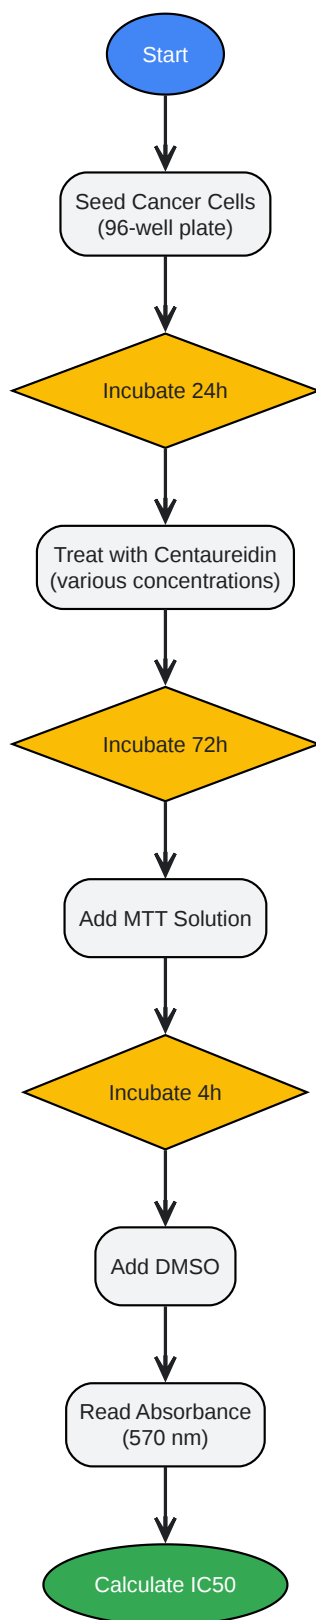 Start
Seed Cancer Cells
(96-well plate)
Incubate 24h
Treat with Centaureidin
(various concentrations)
Incubate 72h
Add MTT Solution
Incubate 4h
Add DMSO
Read Absorbance
(570 nm)
Calculate IC50